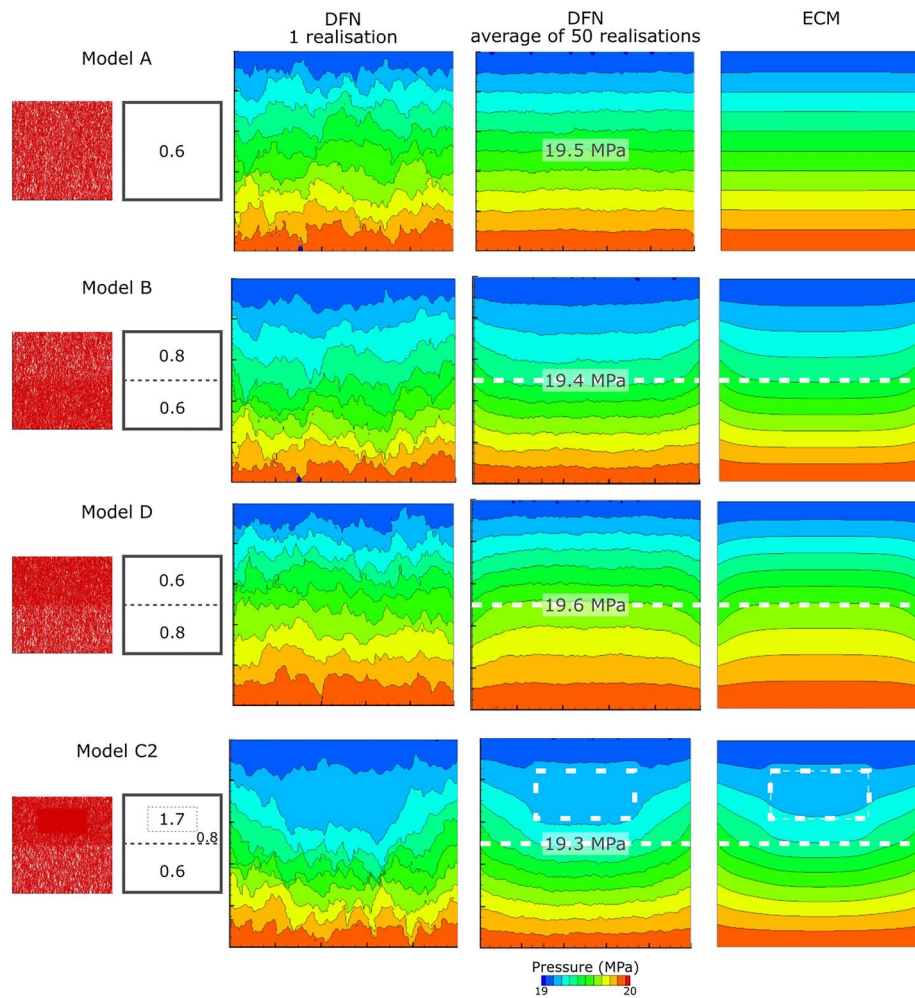 DFN
1 realisation
DFN
average of 50 realisations
ECM
Model A
0.6
19.5 MPa
Model B
0.8
0.6
19.4 MPa
Model D
0.6
0.8
19.6 MPa
Model C2
1.7
0.8
0.6
19.3 MPa
Pressure (MPa)
19
20